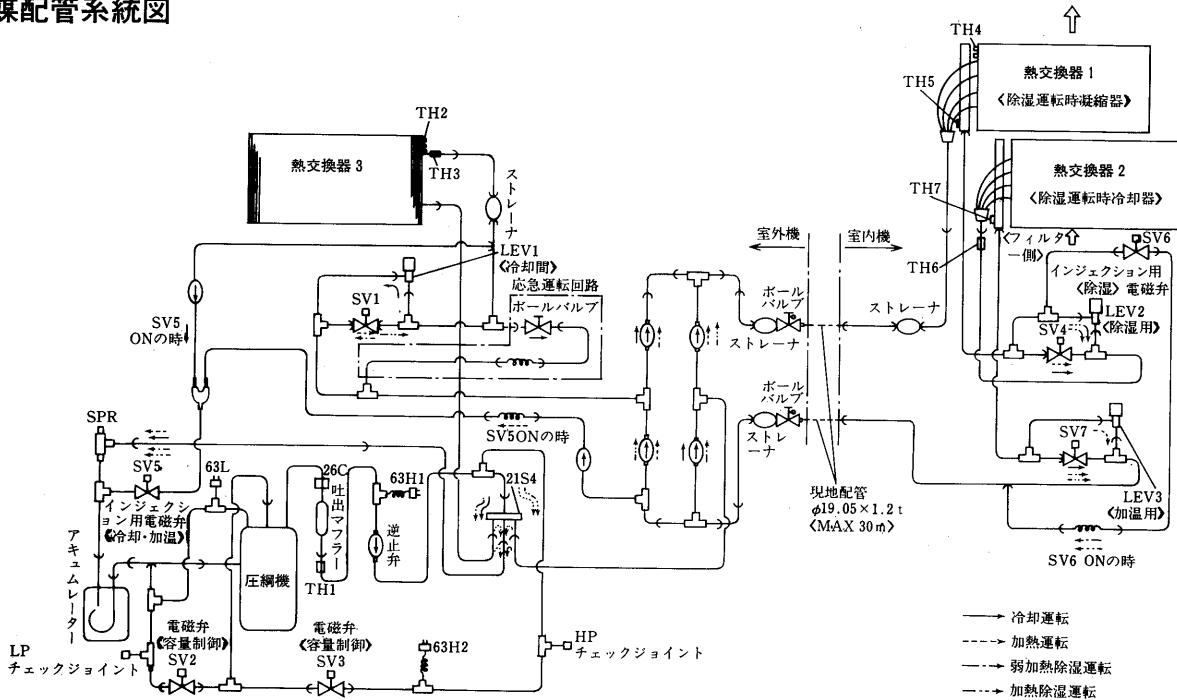 媒配管系統図
TH4
TH5
熱交換器1
〈除湿運転時凝縮器〉
TH2
TH3
熱交換器3
ストレーナ
熱交換器2
〈除湿運転時冷却器〉
TH7
TH6
〈フィルター側〉
SV6
インジェクション用
〈除湿〉電磁弁
LEV1
〈冷却間〉
応急運転回路
ボールバルブ
SV1
室外機
室内機
ボール
バルブ
ストレーナ
ストレーナ
LEV2
〈除湿用〉
SV4
SV5
ONの時
ボール
バルブ
ストレ
ーナ
SPR
SV5
63L
SV5ONの時
26C
吐出マフラー
63H1
21S4
SV7
LEV3
〈加温用〉
インジェクシ
ョン用電磁弁
〈冷却・加温〉
現地配管
φ19.05×1.2t
〈MAX 30m〉
SV6 ONの時
アキュムレーター
圧綱機
逆止弁
TH1
電磁弁
〈容量制御〉
SV2
電磁弁
〈容量制御〉
SV3
63H2
HP
チェックジョイント
LP
チェックジョイント
冷却運転
加熱運転
弱加熱除湿運転
加熱除湿運転